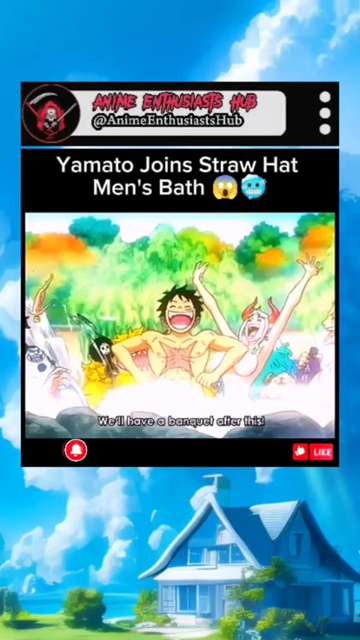 ANIME ENTHUSIASTS HUB
@AnimeEnthusiastsHub
Yamato Joins Straw Hat
Men's Bath 😱🥶
We'll have a banquet after this!
LIKE